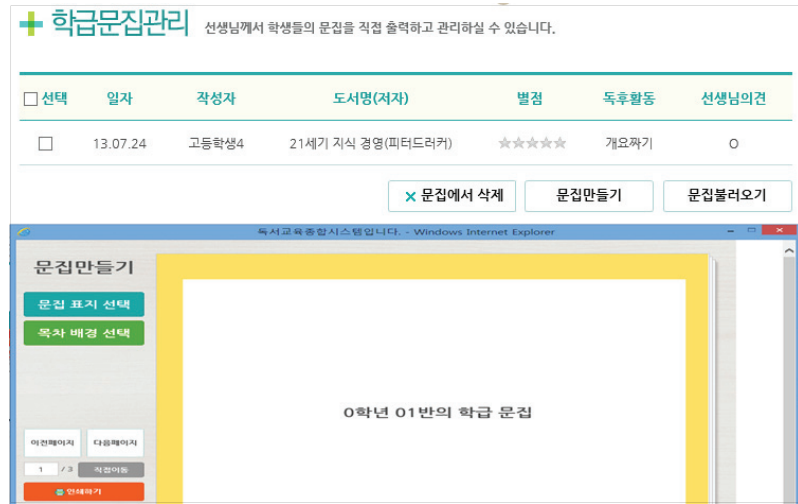 학급문집관리 선생님께서 학생들의 문집을 직접 출력하고 관리하실 수 있습니다.
선택 일자 작성자 도서명(저자) 별점 독후활동 선생님의견
13.07.24 고등학생4 21세기 지식 경영(피터드러커) ☆☆☆☆☆ 개요짜기 O
× 문집에서 삭제 문집만들기 문집불러오기
독서교육종합시스템입니다. - Windows Internet Explorer
문집만들기
문집 표지 선택
목차 배경 선택
0학년 01반의 학급 문집
이전페이지 다음페이지
1 / 3 직접이동
인쇄하기